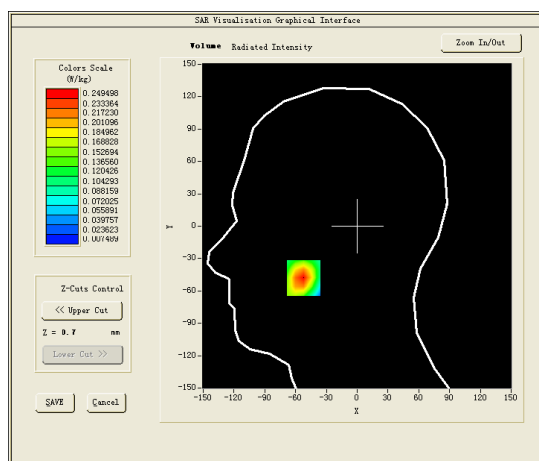 SAR Visualisation Graphical Interface
Volume Radiated Intensity
Zoom In/Out
Colors Scale
(W/kg)
0.249498
0.233364
0.217230
0.201096
0.184962
0.168828
0.152694
0.136560
0.120426
0.104293
0.088159
0.072025
0.055891
0.039757
0.023623
0.007489
Z-Cuts Control
<< Upper Cut
Z = 0.7 mm
Lower Cut >>
SAVE
Cancel
150
120
90
60
30
0
-30
-60
-90
-120
-150
Y
-150 -120 -90 -60 -30 0 30 60 90 120 150
X